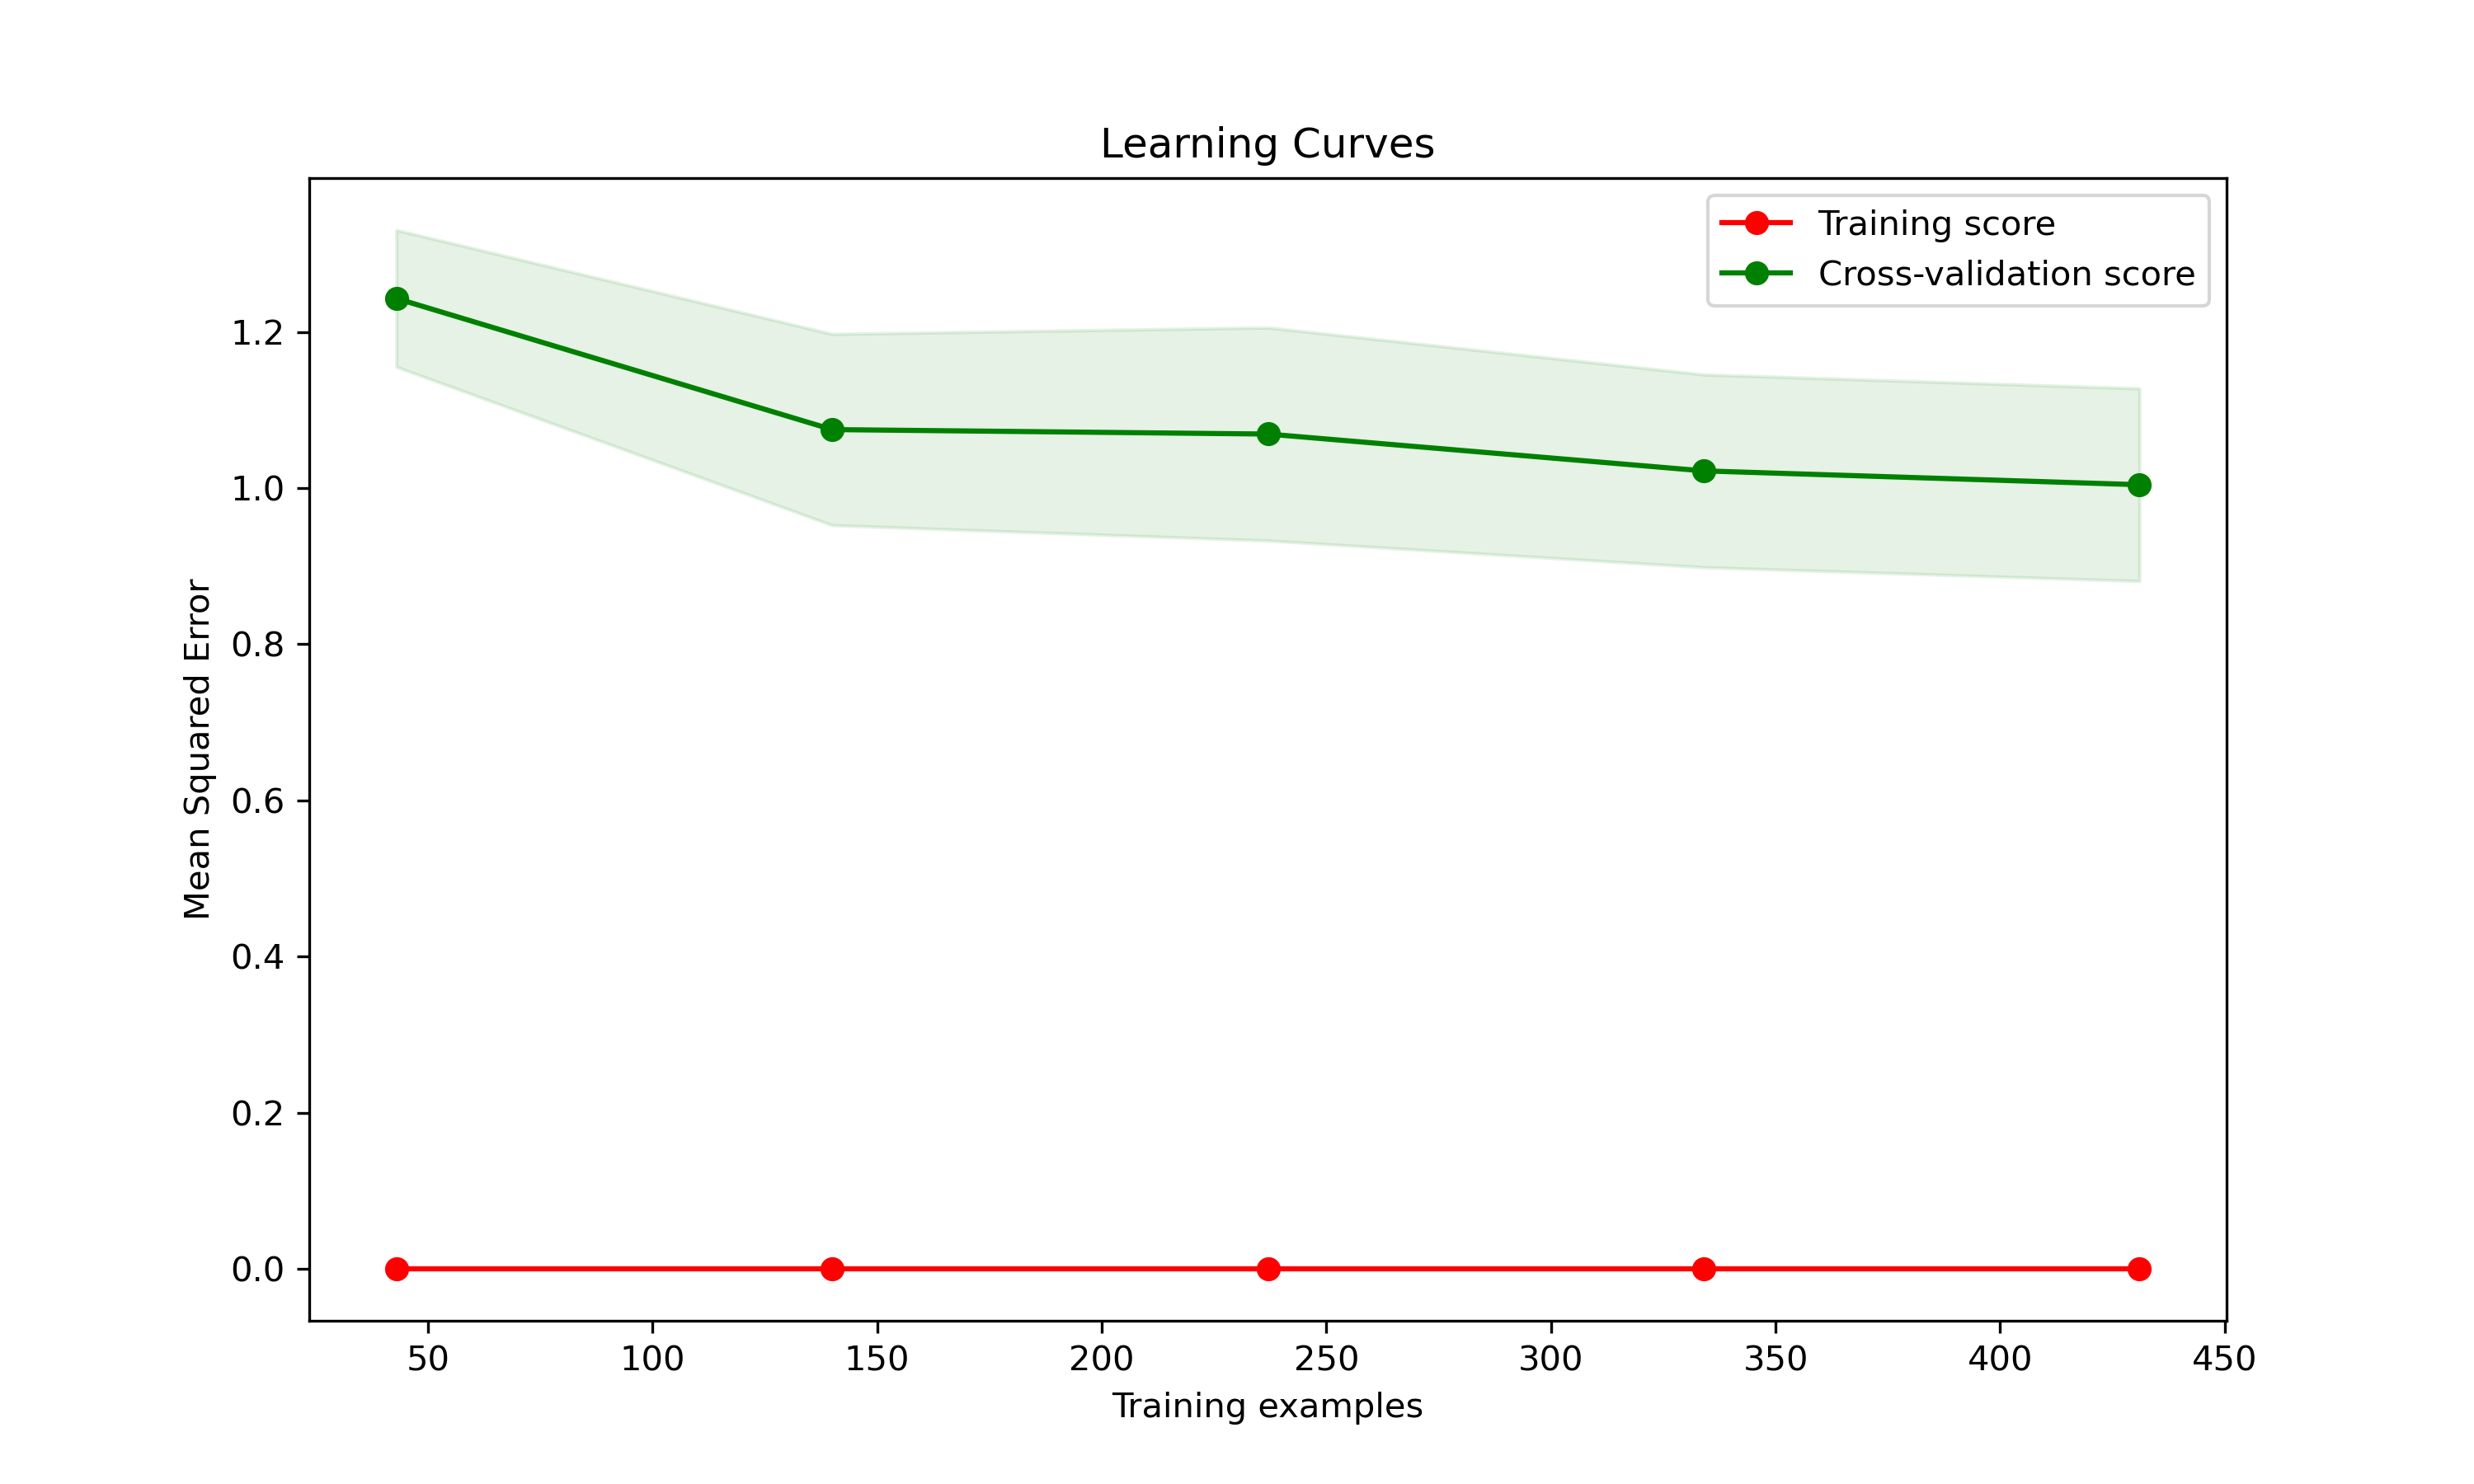 Learning Curves
Training score
Cross-validation score
Mean Squared Error
1.2
1.0
0.8
0.6
0.4
0.2
0.0
50 100 150 200 250 300 350 400 450
Training examples